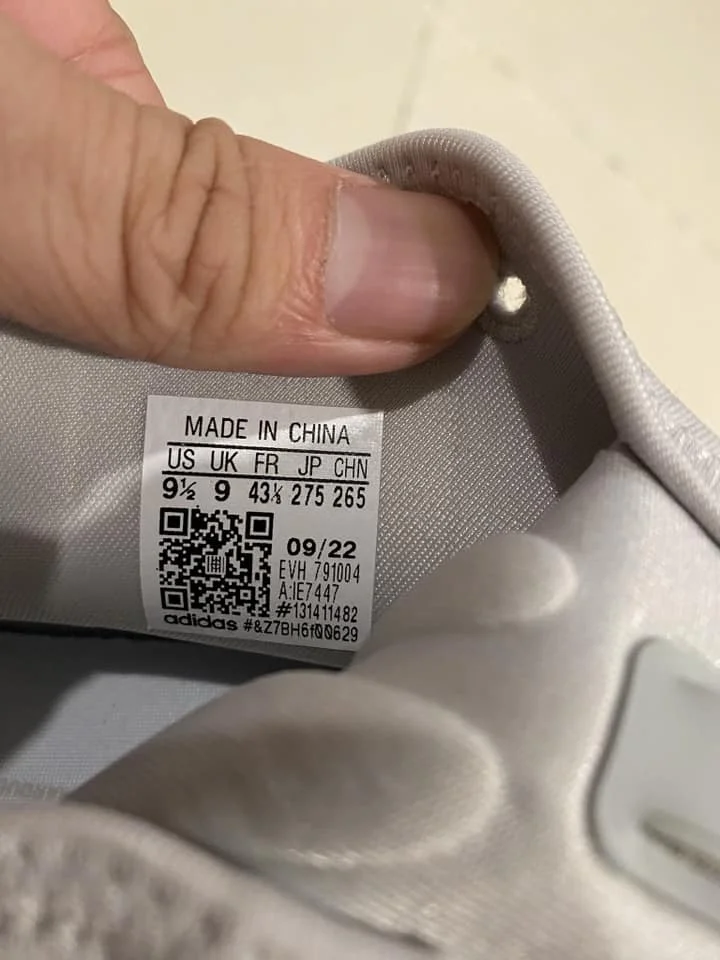 MADE IN CHINA
US UK FR JP CHN
9½ 9 43⅓ 275 265
09/22
EVH 791004
A:IE7447
#131411482
adidas #&Z7BH6f00629